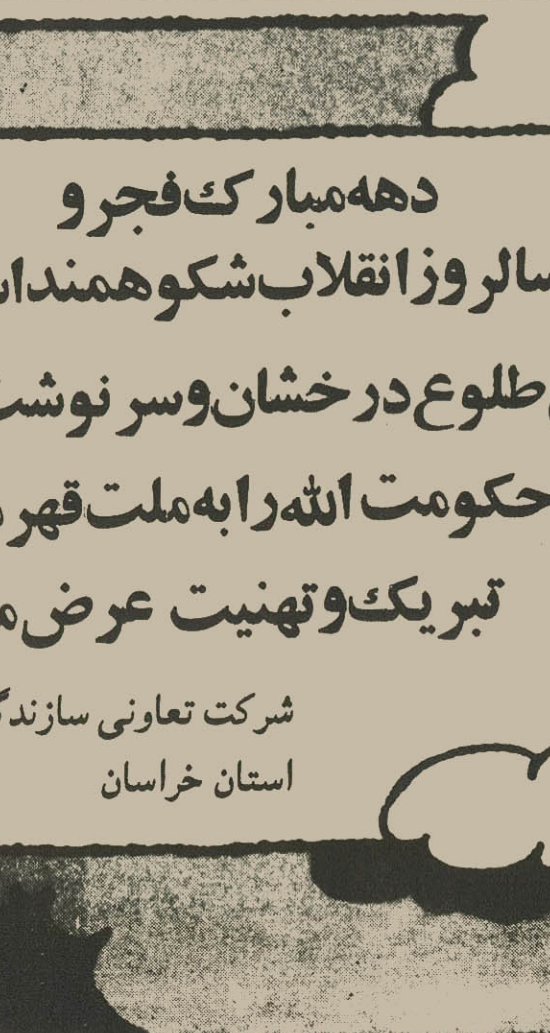 دهه مبارک فجر و
سالروز انقلاب شکوهمند
طلوع درخشان و سرنوشت
حکومت الله را به ملت
تبریک و تهنیت عرض
شرکت تعاونی
استان خراسان